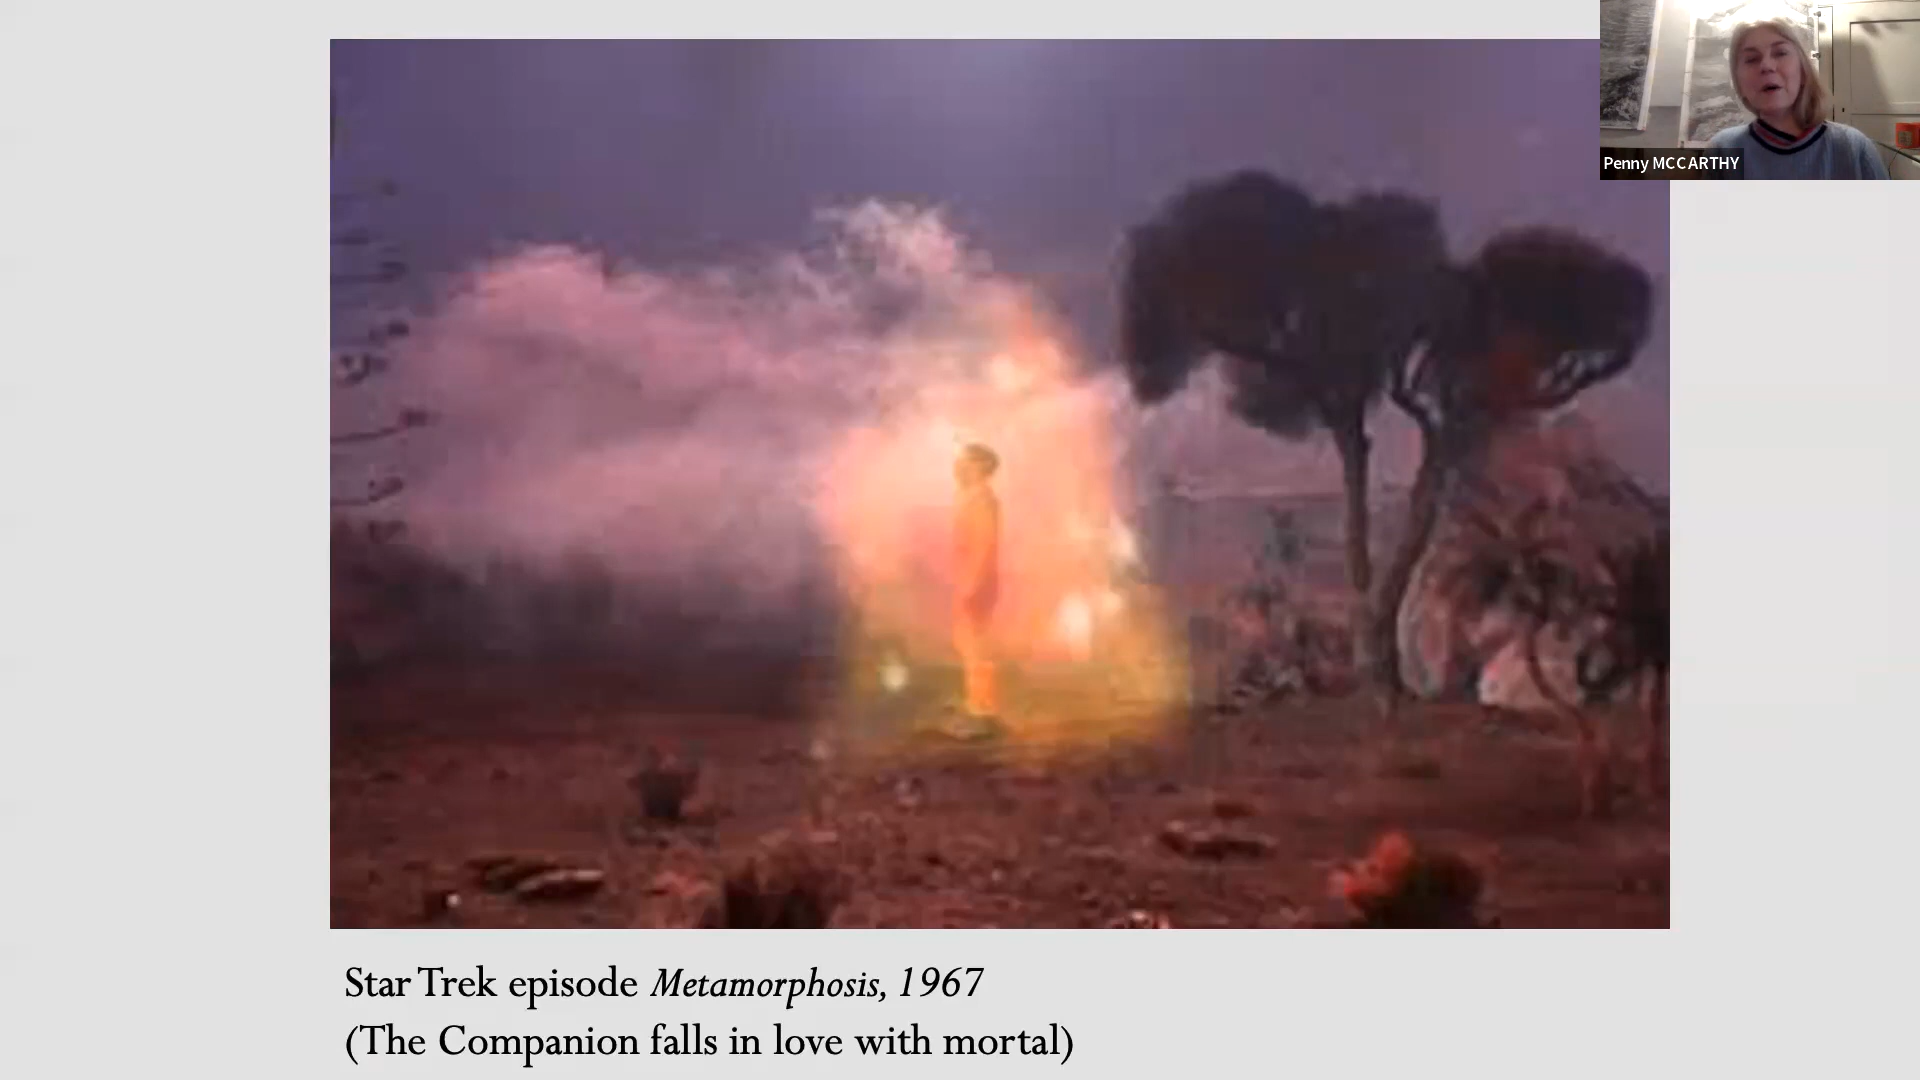 Penny MCCARTHY
Star Trek episode Metamorphosis, 1967
(The Companion falls in love with mortal)